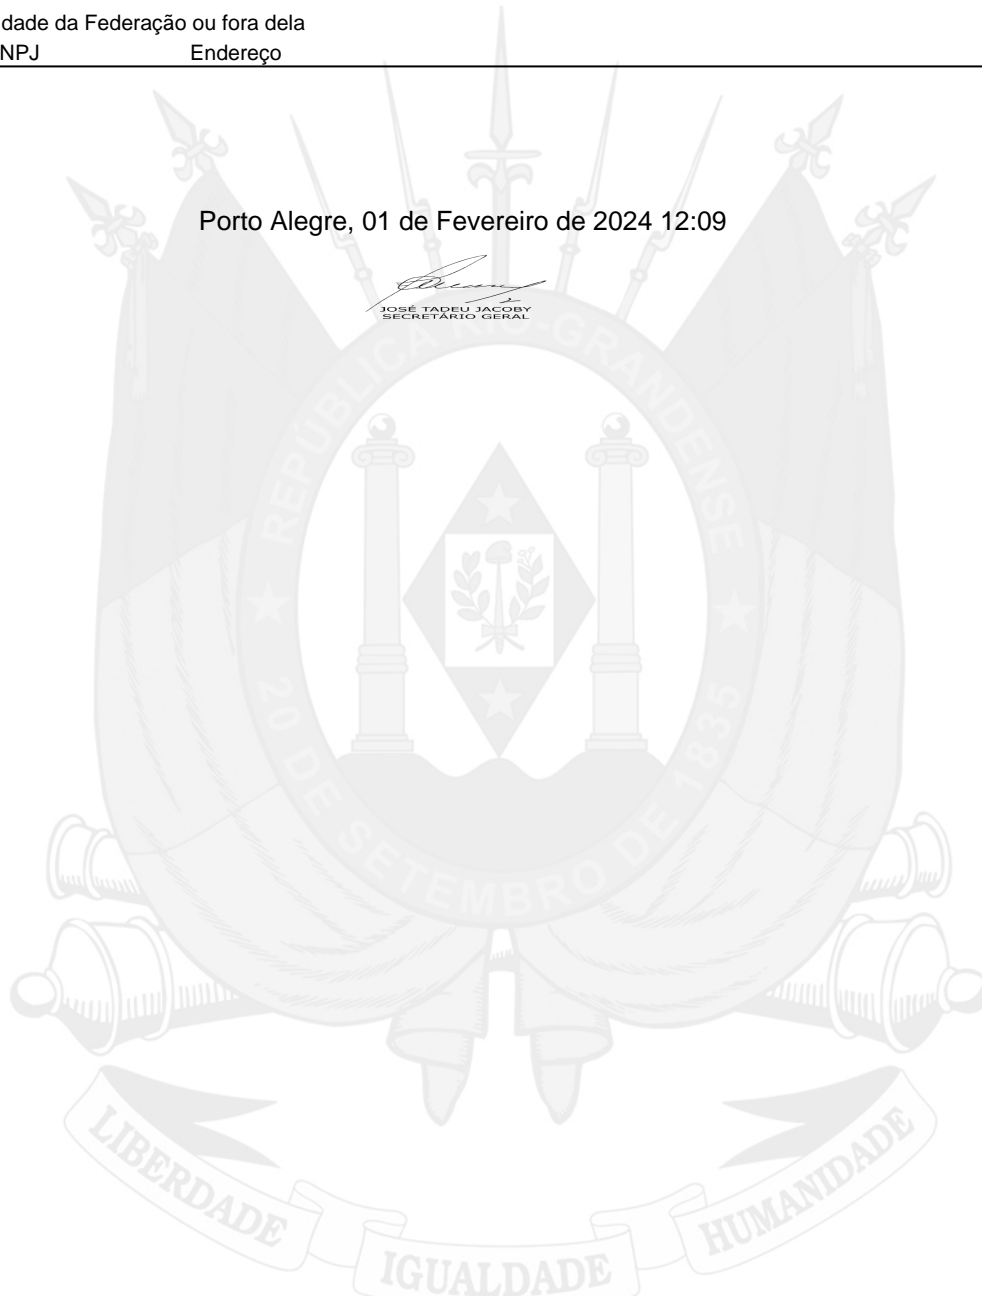 dade da Federação ou fora dela
NPJ Endereço
Porto Alegre, 01 de Fevereiro de 2024 12:09
JOSÉ TADEU JACOBY
SECRETÁRIO GERAL
REPÚBLICA RIO-GRANDENSE
20 DE SETEMBRO DE 1835
LIBERDADE
IGUALDADE
HUMANIDADE